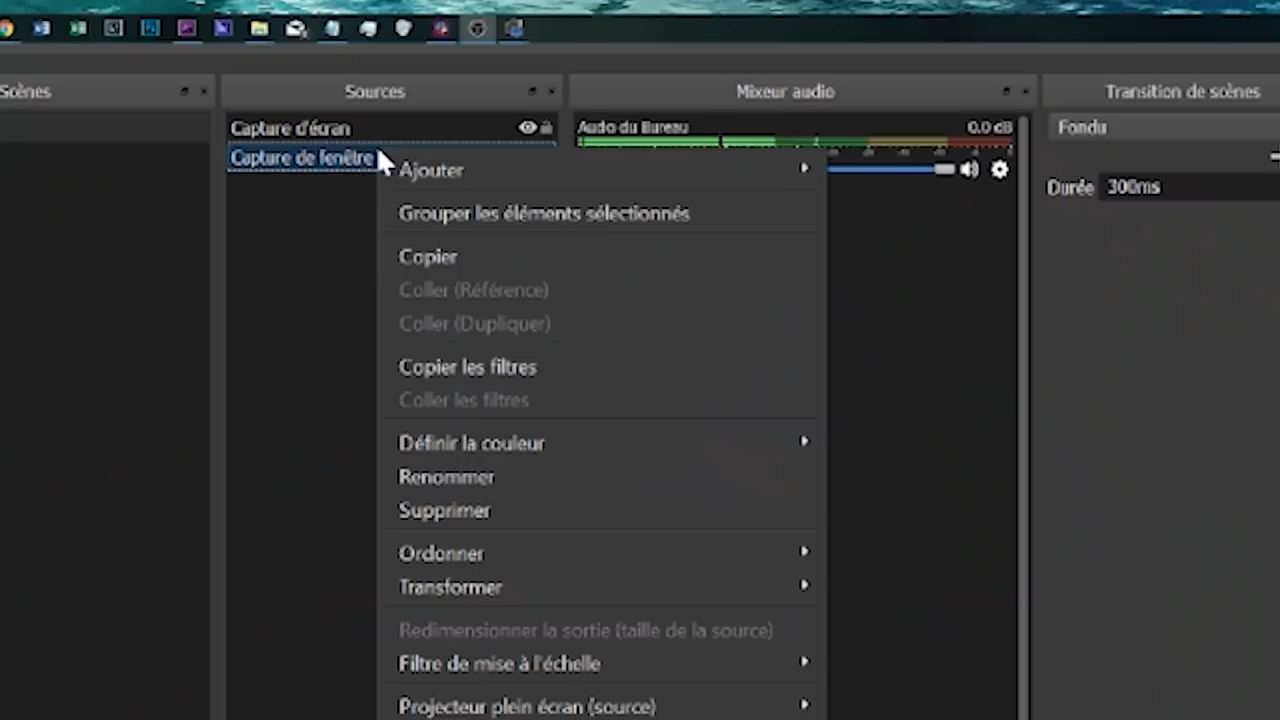 Scènes
Sources
Mixeur audio
Transition de scènes
Capture d'écran
Audio du Bureau
0.0 dB
Fondu
Capture de fenêtre
Durée
300ms
Ajouter
Grouper les éléments sélectionnés
Copier
Coller (Référence)
Coller (Dupliquer)
Copier les filtres
Coller les filtres
Définir la couleur
Renommer
Supprimer
Ordonner
Transformer
Redimensionner la sortie (taille de la source)
Filtre de mise à l'échelle
Projecteur plein écran (source)